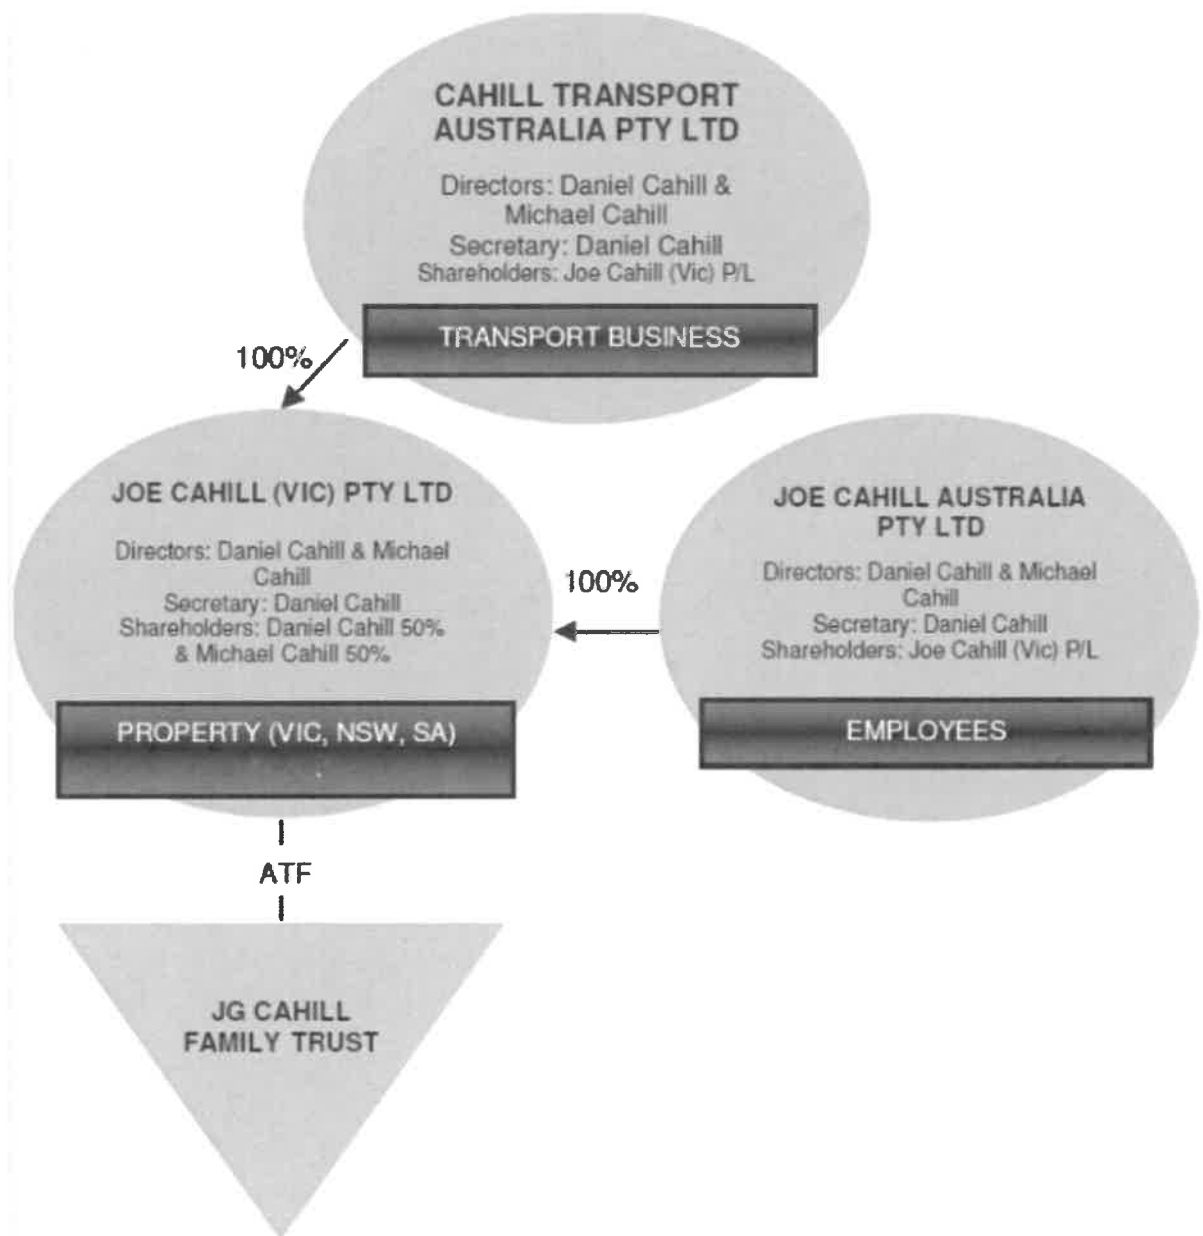 CAHILL TRANSPORT
AUSTRALIA PTY LTD
Directors: Daniel Cahill &
Michael Cahill
Secretary: Daniel Cahill
Shareholders: Joe Cahill (Vic) P/L
TRANSPORT BUSINESS
100%
JOE CAHILL (VIC) PTY LTD
Directors: Daniel Cahill & Michael
Cahill
Secretary: Daniel Cahill
Shareholders: Daniel Cahill 50%
& Michael Cahill 50%
PROPERTY (VIC, NSW, SA)
100%
JOE CAHILL AUSTRALIA
PTY LTD
Directors: Daniel Cahill & Michael
Cahill
Secretary: Daniel Cahill
Shareholders: Joe Cahill (Vic) P/L
EMPLOYEES
ATF
JG CAHILL
FAMILY TRUST